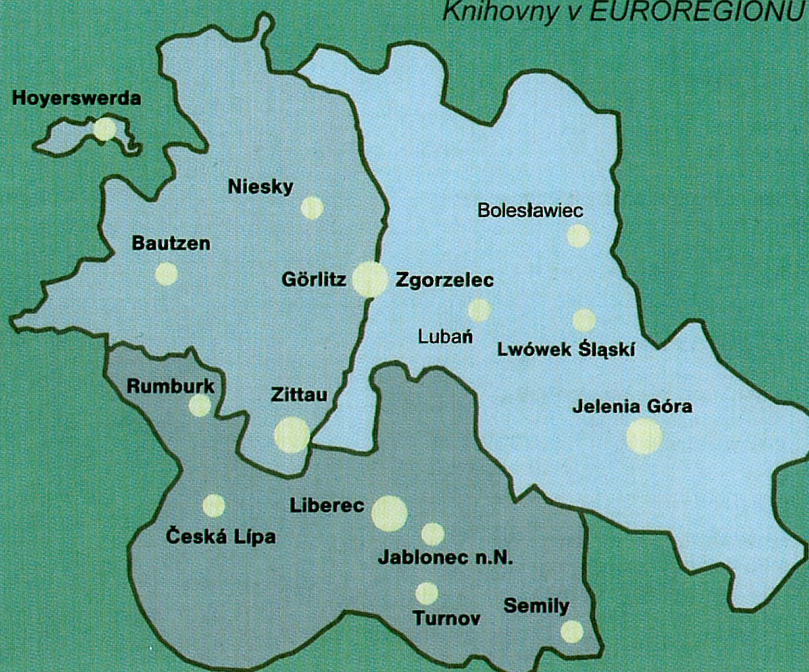 Knihovny v EUROREGIONU
Hoyerswerda
Niesky
Bolesławiec
Bautzen
Görlitz
Zgorzelec
Lubań
Lwówek Śląskí
Rumburk
Zittau
Jelenia Góra
Liberec
Česká Lípa
Jablonec n.N.
Semily
Turnov